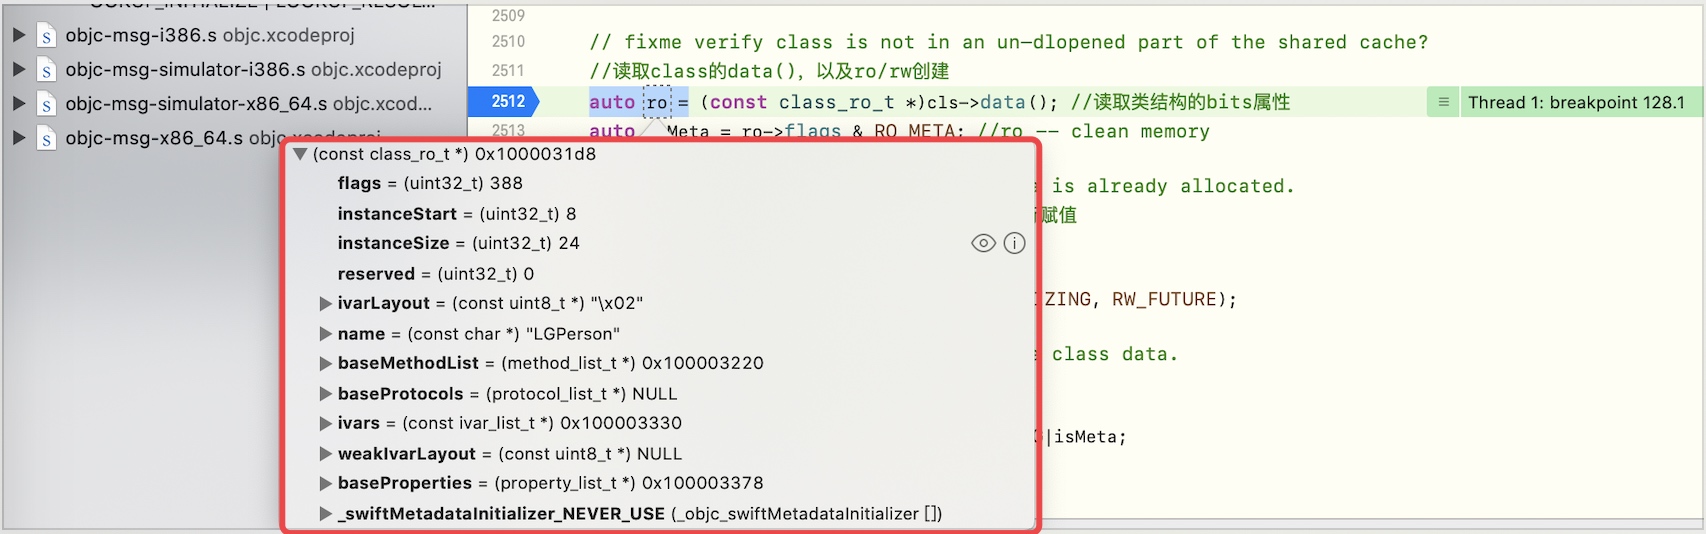 objc-msg-i386.s objc.xcodeproj
objc-msg-simulator-i386.s objc.xcodeproj
objc-msg-simulator-x86_64.s objc.xcod...
objc-msg-x86_64.s objc.xcodeproj
2509
2510 // fixme verify class is not in an un-dlopened part of the shared cache?
2511 //读取class的data(), 以及ro/rw创建
2512 auto ro = (const class_ro_t *)cls->data(); //读取类结构的bits属性 Thread 1: breakpoint 128.1
2513 auto Meta = ro->flags & RO_META; //ro -- clean memory
(const class_ro_t *) 0x1000031d8
is already allocated.
flags = (uint32_t) 388
instanceStart = (uint32_t) 8
赋值
instanceSize = (uint32_t) 24
reserved = (uint32_t) 0
ivarLayout = (const uint8_t *) "\x02"
IZING, RW_FUTURE);
name = (const char *) "LGPerson"
baseMethodList = (method_list_t *) 0x100003220
class data.
baseProtocols = (protocol_list_t *) NULL
ivars = (const ivar_list_t *) 0x100003330
|isMeta;
weakIvarLayout = (const uint8_t *) NULL
baseProperties = (property_list_t *) 0x100003378
_swiftMetadataInitializer_NEVER_USE (_objc_swiftMetadataInitializer [])